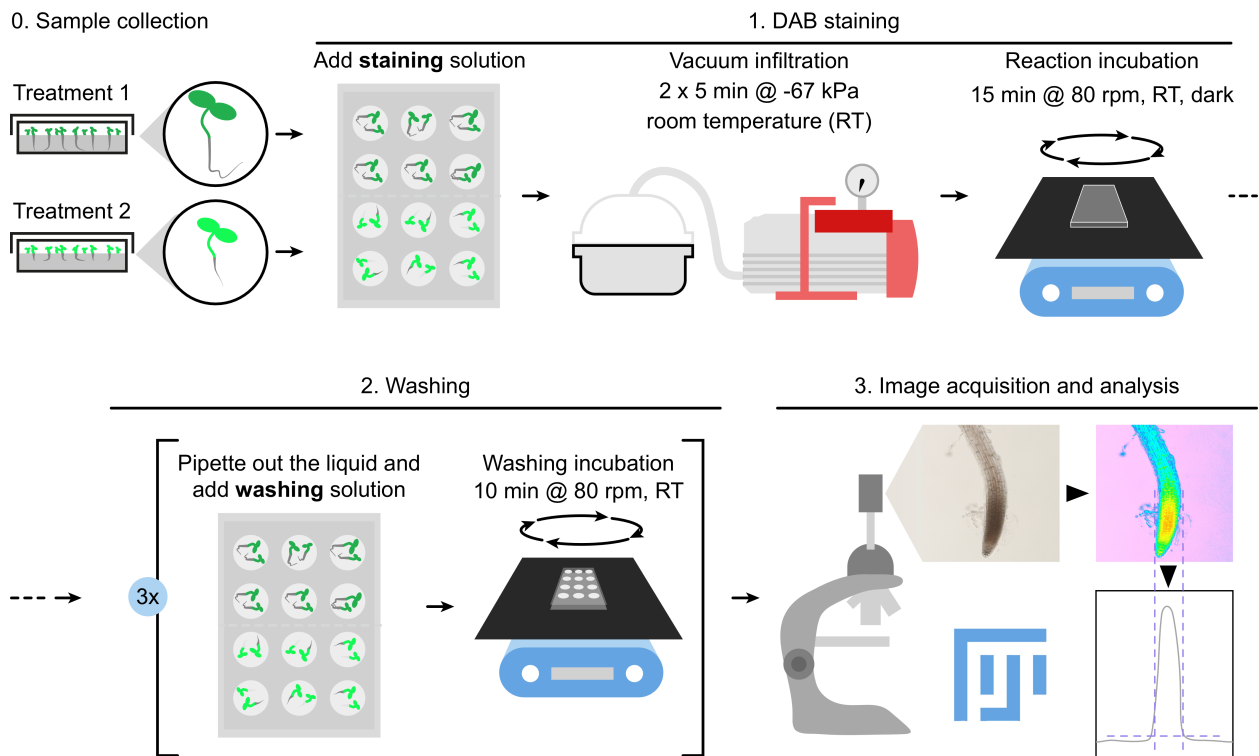 0. Sample collection
1. DAB staining
Treatment 1
Treatment 2
Add staining solution
Vacuum infiltration
2 x 5 min @ -67 kPa
room temperature (RT)
Reaction incubation
15 min @ 80 rpm, RT, dark
2. Washing
3x
Pipette out the liquid and
add washing solution
Washing incubation
10 min @ 80 rpm, RT
3. Image acquisition and analysis